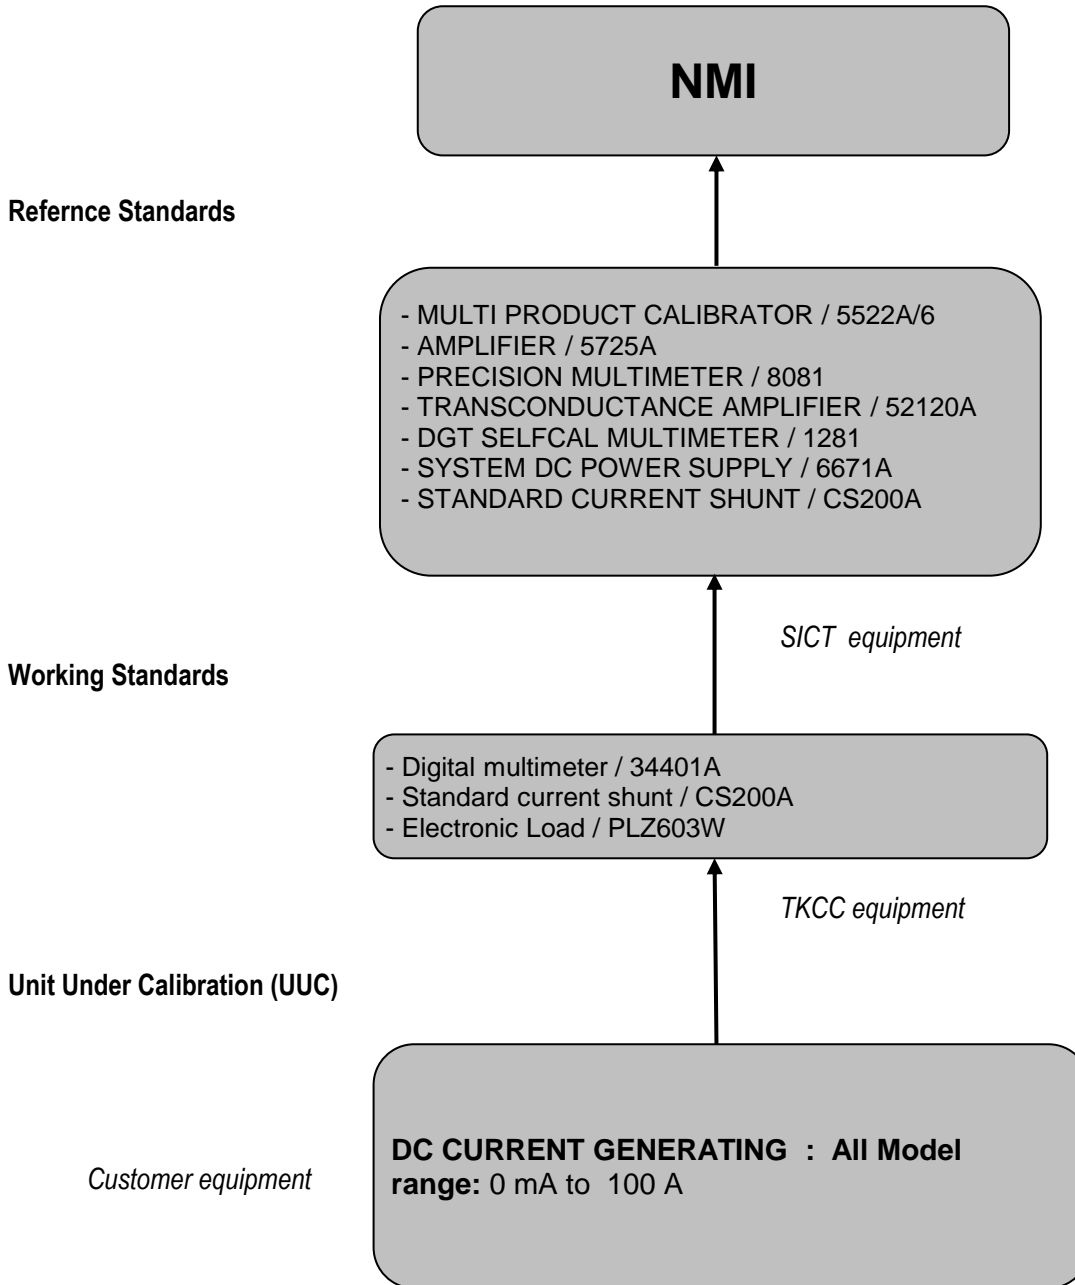 NMI
Refernce Standards
- MULTI PRODUCT CALIBRATOR / 5522A/6
- AMPLIFIER / 5725A
- PRECISION MULTIMETER / 8081
- TRANSCONDUCTANCE AMPLIFIER / 52120A
- DGT SELFCAL MULTIMETER / 1281
- SYSTEM DC POWER SUPPLY / 6671A
- STANDARD CURRENT SHUNT / CS200A
SICT equipment
Working Standards
- Digital multimeter / 34401A
- Standard current shunt / CS200A
- Electronic Load / PLZ603W
TKCC equipment
Unit Under Calibration (UUC)
DC CURRENT GENERATING : All Model
range: 0 mA to 100 A
Customer equipment